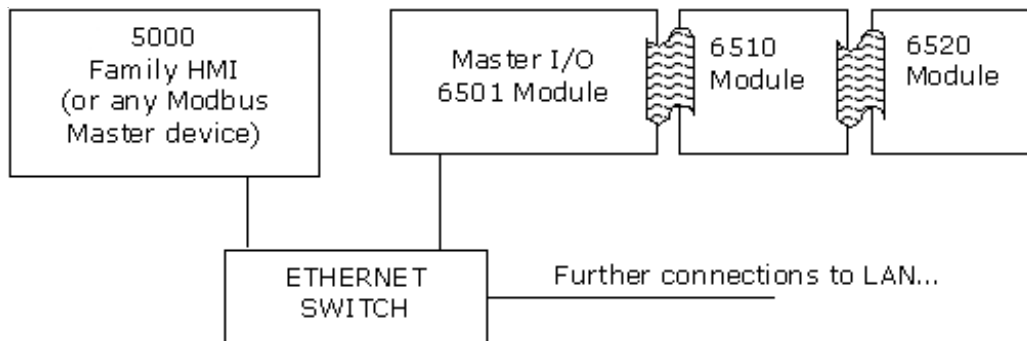 5000
Family HMI
(or any Modbus
Master device)
Master I/O
6501 Module
6510
Module
6520
Module
ETHERNET
SWITCH
Further connections to LAN...